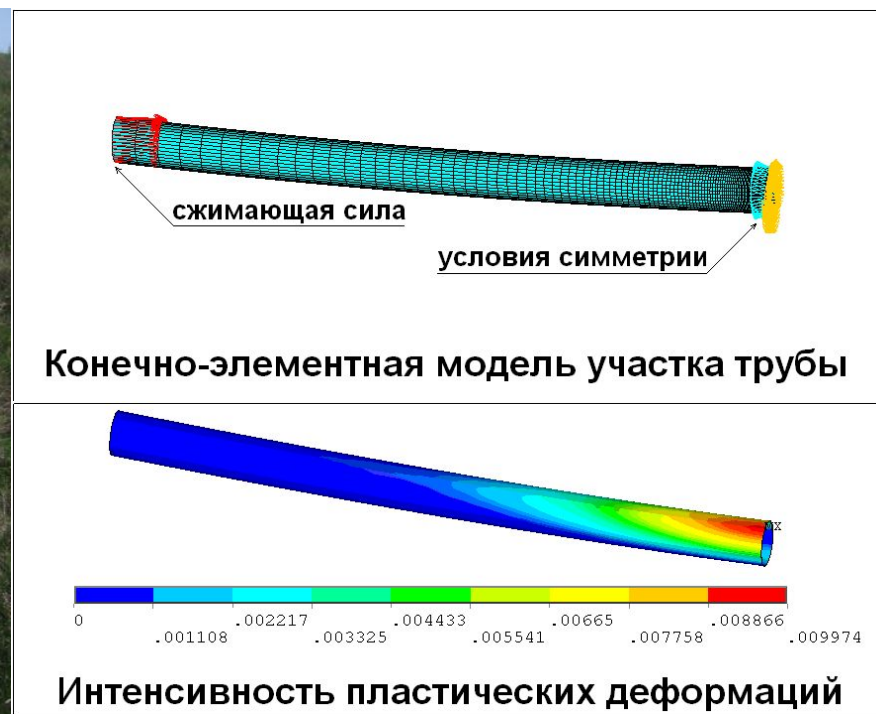 сжимающая сила
условия симметрии
Конечно-элементная модель участка трубы
x
0 .002217 .004433 .00665 .008866
.001108 .003325 .005541 .007758 .009974
Интенсивность пластических деформаций